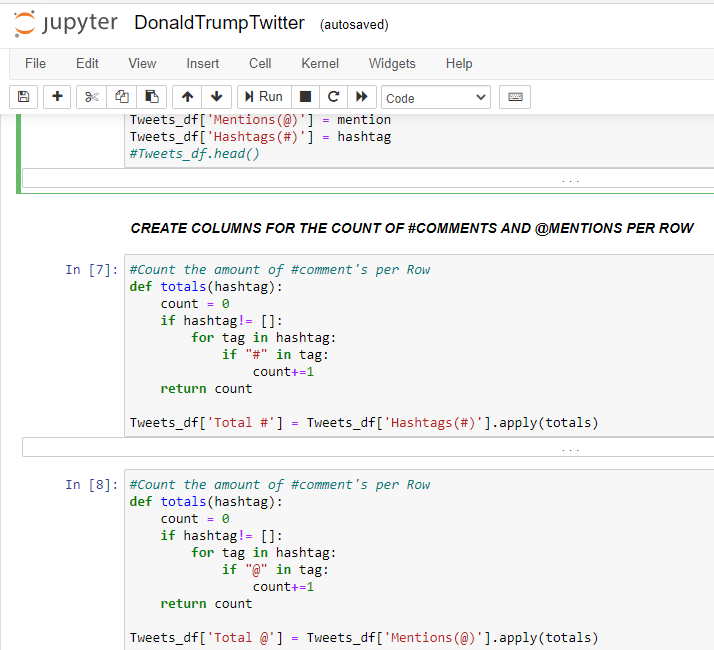 jupyter DonaldTrumpTwitter (autosaved)
File Edit View Insert Cell Kernel Widgets Help
Run Code
Tweets_df['Mentions(@)'] = mention
Tweets_df['Hashtags(#)'] = hashtag
#Tweets_df.head()
...
CREATE COLUMNS FOR THE COUNT OF #COMMENTS AND @MENTIONS PER ROW
In [7]: #Count the amount of #comment's per Row
def totals(hashtag):
    count = 0
    if hashtag!= []:
        for tag in hashtag:
            if "#" in tag:
                count+=1
    return count
Tweets_df['Total #'] = Tweets_df['Hashtags(#)'].apply(totals)
...
In [8]: #Count the amount of #comment's per Row
def totals(hashtag):
    count = 0
    if hashtag!= []:
        for tag in hashtag:
            if "@" in tag:
                count+=1
    return count
Tweets_df['Total @'] = Tweets_df['Mentions(@)'].apply(totals)